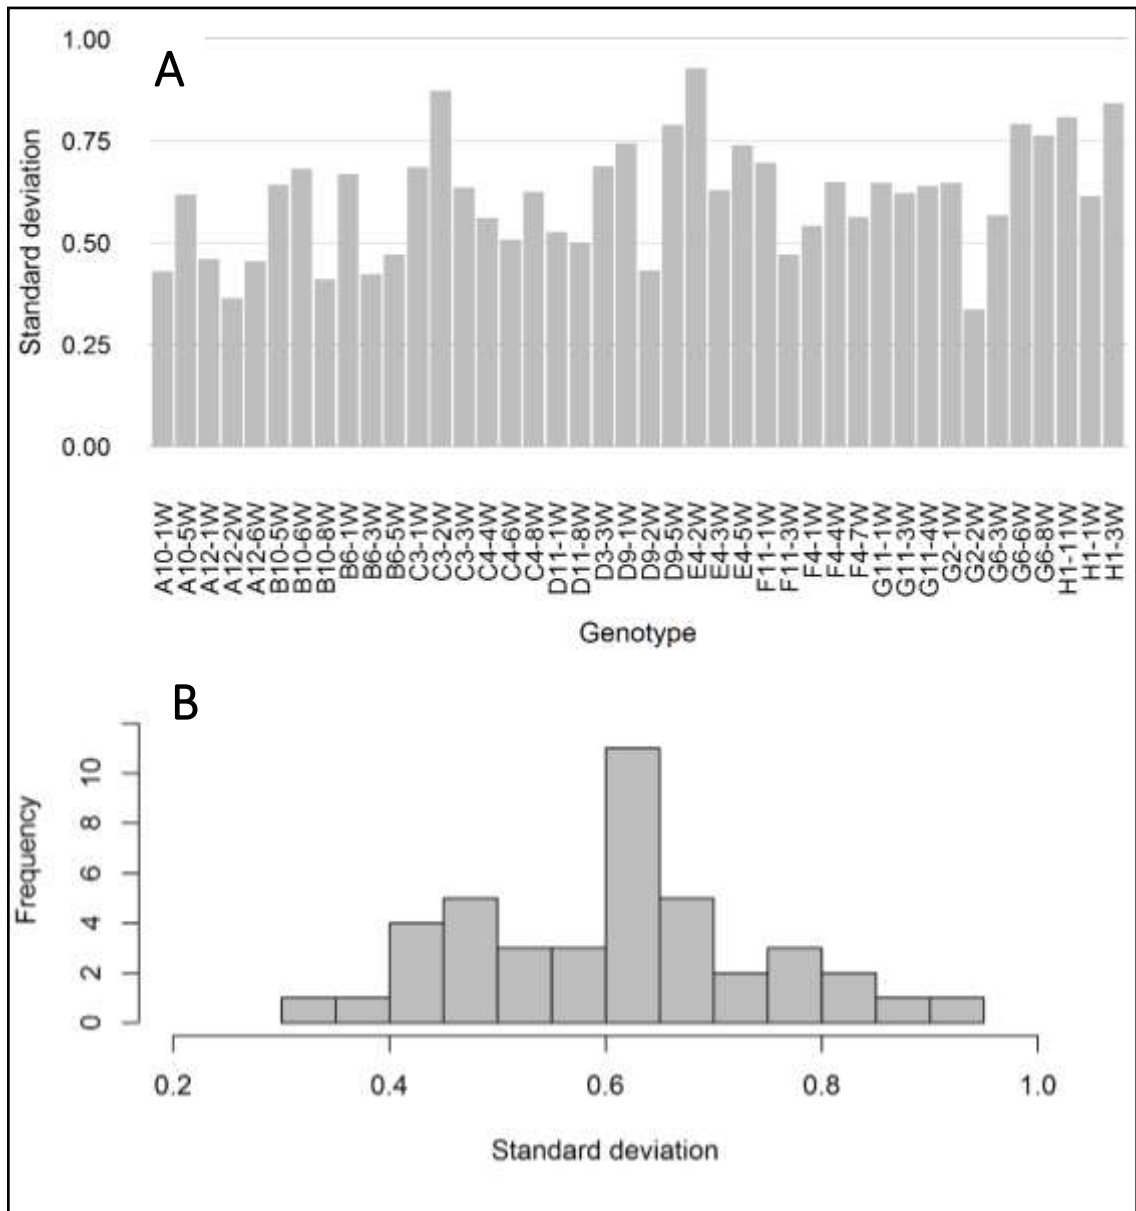 A
1.00
0.75
0.50
0.25
0.00
Standard deviation
A10-1W
A10-5W
A12-1W
A12-2W
A12-6W
B10-5W
B10-6W
B10-8W
B6-1W
B6-3W
B6-5W
C3-1W
C3-2W
C3-3W
C4-4W
C4-6W
C4-8W
D11-1W
D11-8W
D3-3W
D9-1W
D9-2W
D9-5W
E4-2W
E4-3W
E4-5W
F11-1W
F11-3W
F4-1W
F4-4W
F4-7W
G11-1W
G11-3W
G11-4W
G2-1W
G2-2W
G6-3W
G6-6W
G6-8W
H1-11W
H1-1W
H1-3W
Genotype
B
10
8
6
4
2
0
Frequency
0.2 0.4 0.6 0.8 1.0
Standard deviation